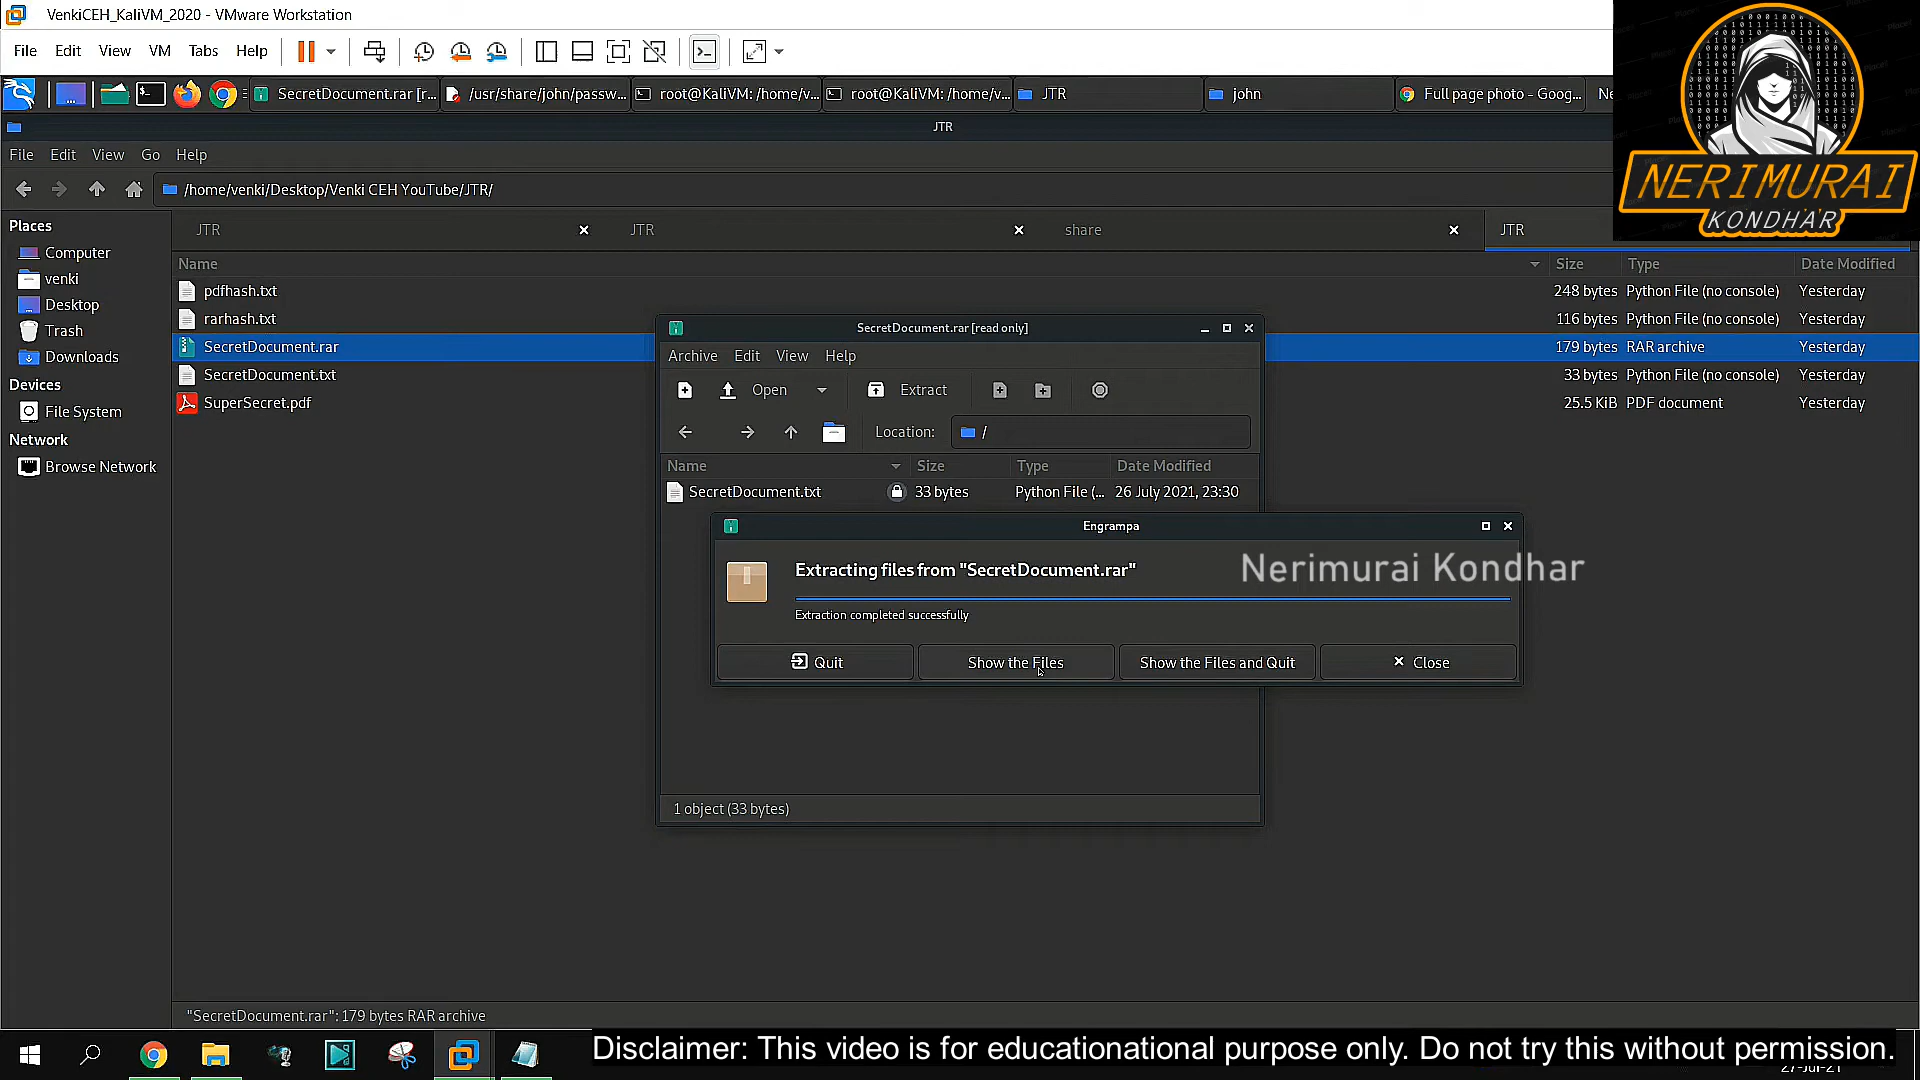 VenkiCEH_KaliVM_2020 - VMware Workstation
File Edit View VM Tabs Help
SecretDocument.rar [r... /usr/share/john/passw... root@KaliVM: /home/v... root@KaliVM: /home/v... JTR john Full page photo - Goog...
JTR
File Edit View Go Help
/home/venki/Desktop/Venki CEH YouTube/JTR/
NERIMURAI
KONDHAR
Places
Computer
venki
Desktop
Trash
Downloads
Devices
File System
Network
Browse Network
JTR JTR share JTR
Name Size Type Date Modified
pdfhash.txt 248 bytes Python File (no console) Yesterday
rarhash.txt 116 bytes Python File (no console) Yesterday
SecretDocument.rar 179 bytes RAR archive Yesterday
SecretDocument.txt 33 bytes Python File (no console) Yesterday
SuperSecret.pdf 25.5 KiB PDF document Yesterday
SecretDocument.rar [read only]
Archive Edit View Help
Open Extract
Location: /
Name Size Type Date Modified
SecretDocument.txt 33 bytes Python File (... 26 July 2021, 23:30
Engrampa
Extracting files from "SecretDocument.rar"
Nerimurai Kondhar
Extraction completed successfully
Quit Show the Files Show the Files and Quit Close
1 object (33 bytes)
"SecretDocument.rar": 179 bytes RAR archive
Disclaimer: This video is for educationational purpose only. Do not try this without permission.
27-Jul-21